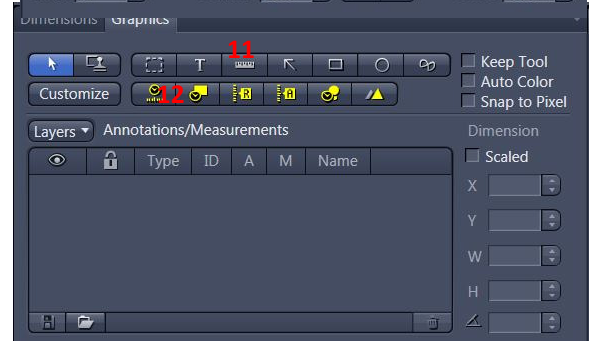 Dimensions Graphics
11
T
Keep Tool
Auto Color
Snap to Pixel
Customize
12
R
A
Layers Annotations/Measurements
Dimension
Type ID A M Name
Scaled
X
Y
W
H